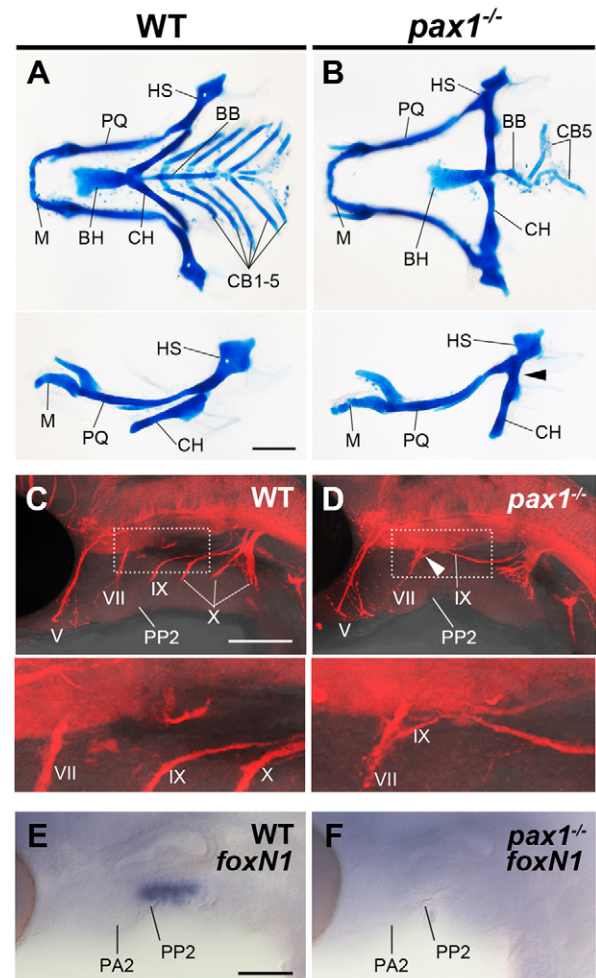 WT pax1-/-
A HS BB PQ M BH CH CB1-5
B HS PQ BB CB5 M BH CH
HS M PQ CH
HS M PQ CH
C WT V VII IX X PP2
D pax1-/- V VII IX PP2
VII IX X
IX VII
E WT
foxN1
PP2
PA2
F pax1-/-
foxN1
PP2
PA2